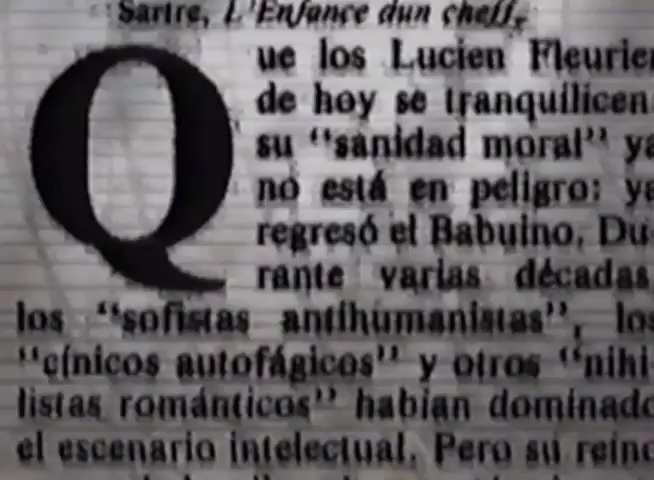 Sartre, L'Enfance dun cheff,
Que los Lucien Fleurier
de hoy se tranquilicen
su "sanidad moral" ya
no está en peligro: ya
regresó el Babuino. Du-
rante varias décadas
los "sofistas antihumanistas", los
"cínicos autofágicos" y otros "nihi-
listas románticos" habían dominado
el escenario intelectual. Pero su reino